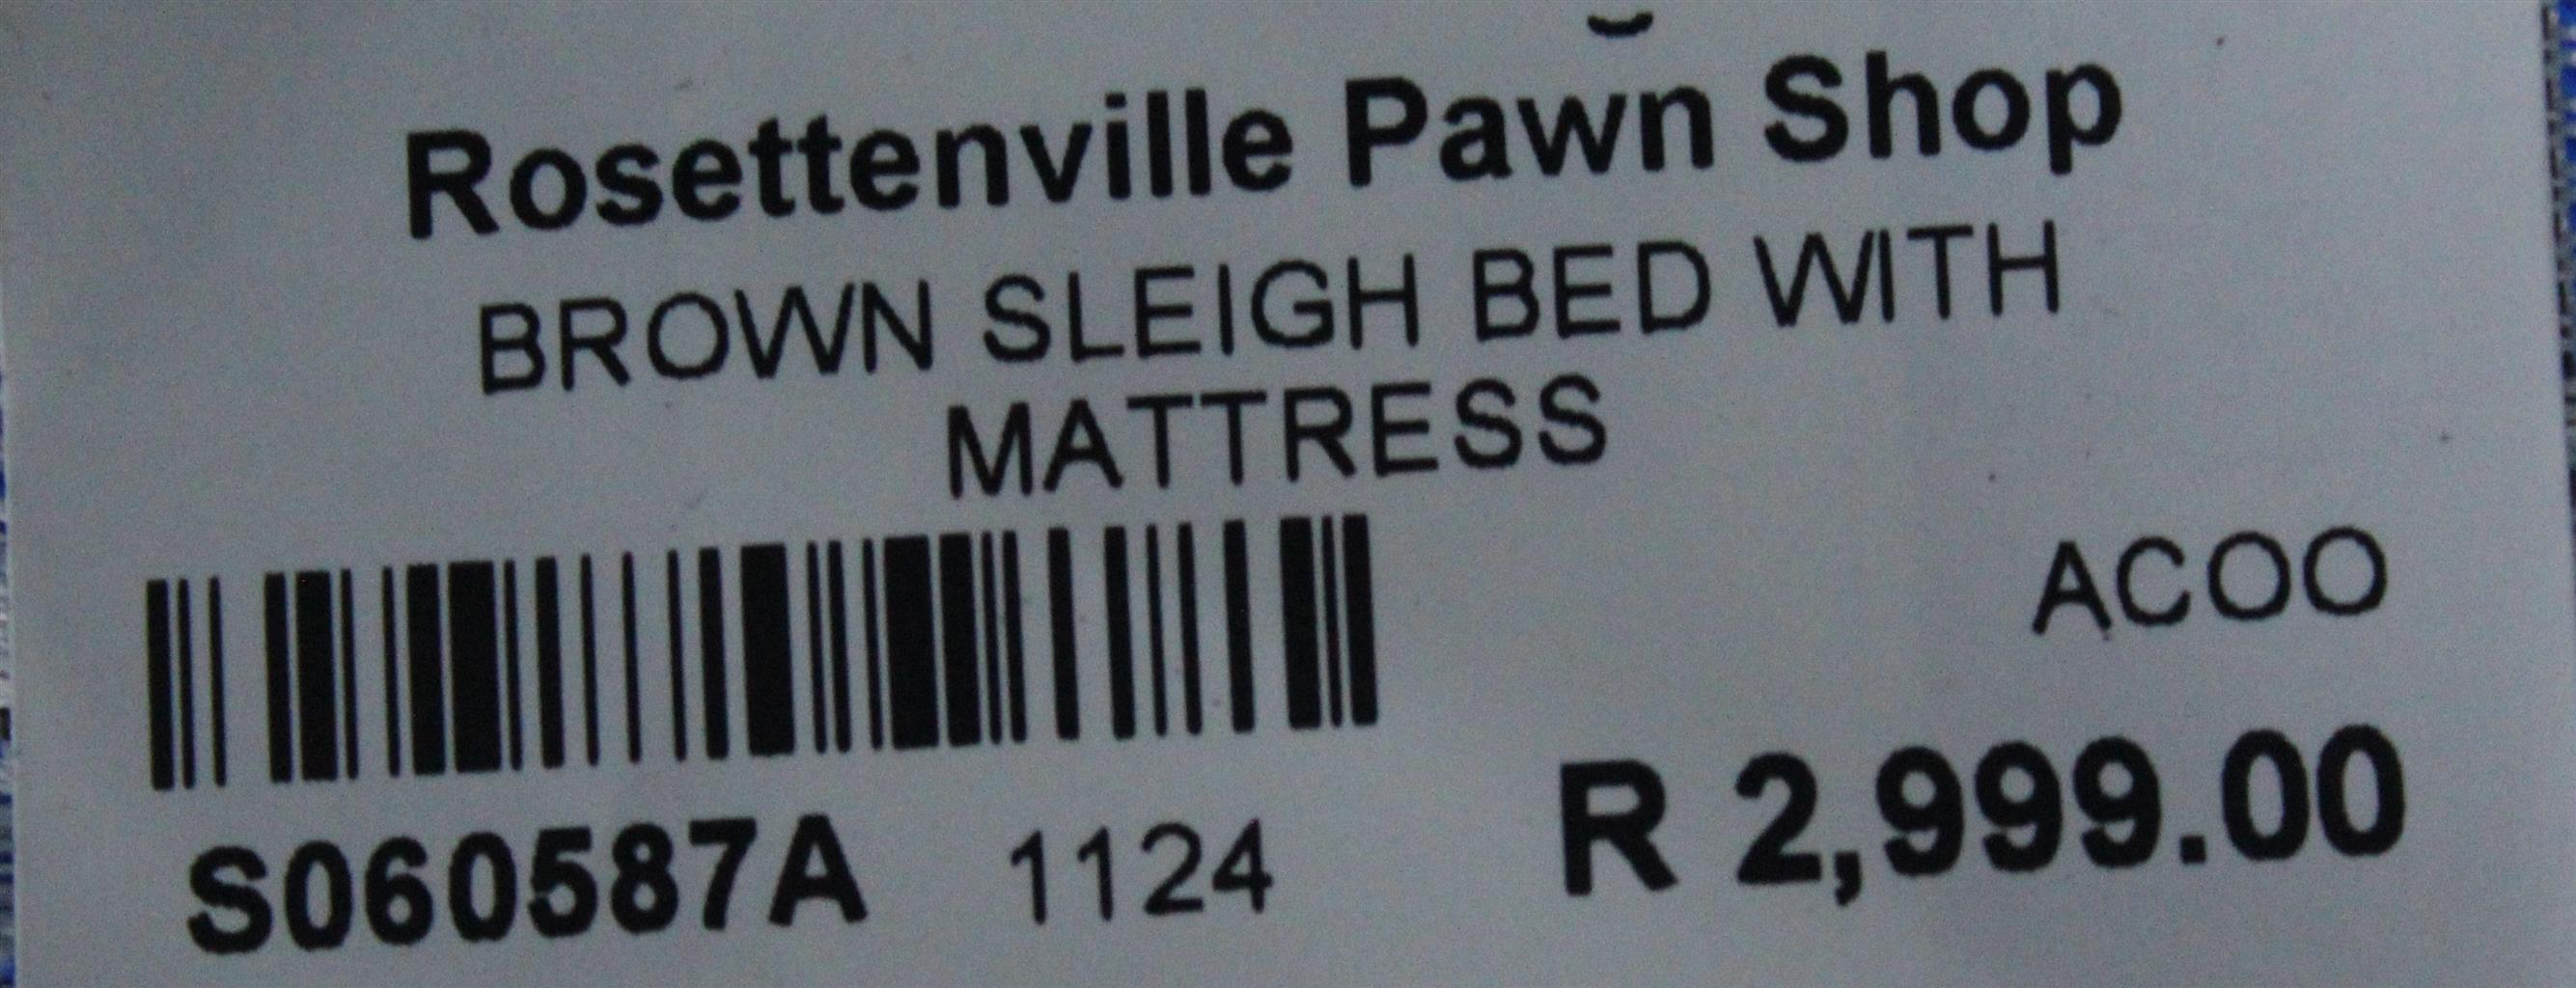 Rosettenville Pawn Shop
BROWN SLEIGH BED WITH
MATTRESS
ACOO
S060587A 1124 R 2,999.00